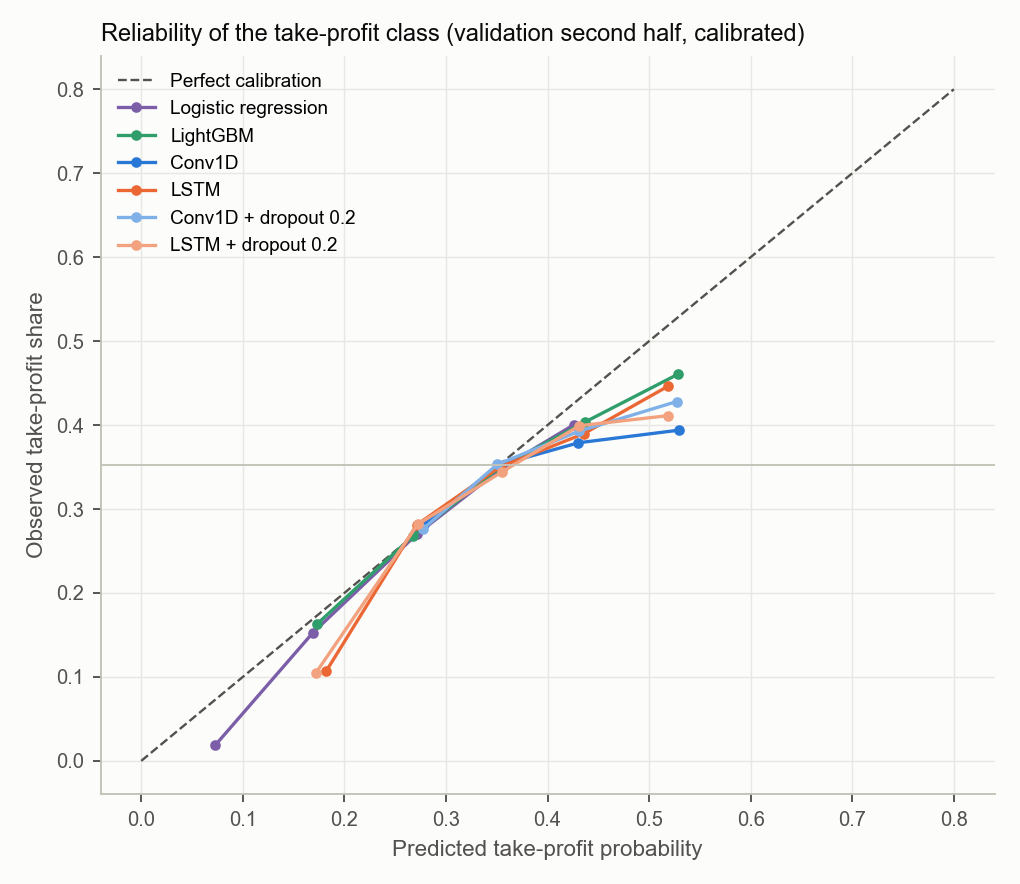 Reliability of the take-profit class (validation second half, calibrated)
Perfect calibration
Logistic regression
LightGBM
Conv1D
LSTM
Conv1D + dropout 0.2
LSTM + dropout 0.2
0.8
0.7
0.6
0.5
0.4
0.3
0.2
0.1
0.0
Observed take-profit share
0.0 0.1 0.2 0.3 0.4 0.5 0.6 0.7 0.8
Predicted take-profit probability